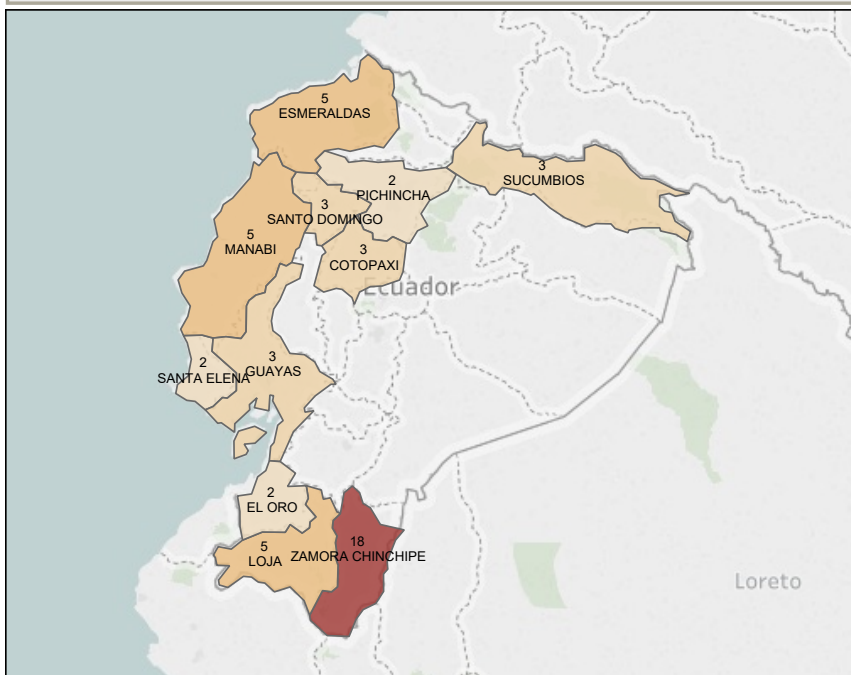 5
ESMERALDAS
3
SUCUMBIOS
2
PICHINCHA
3
SANTO DOMINGO
5
MANABI
3
COTOPAXI
Ecuador
2
SANTA ELENA
3
GUAYAS
2
EL ORO
5
LOJA
18
ZAMORA CHINCHIPE
Loreto